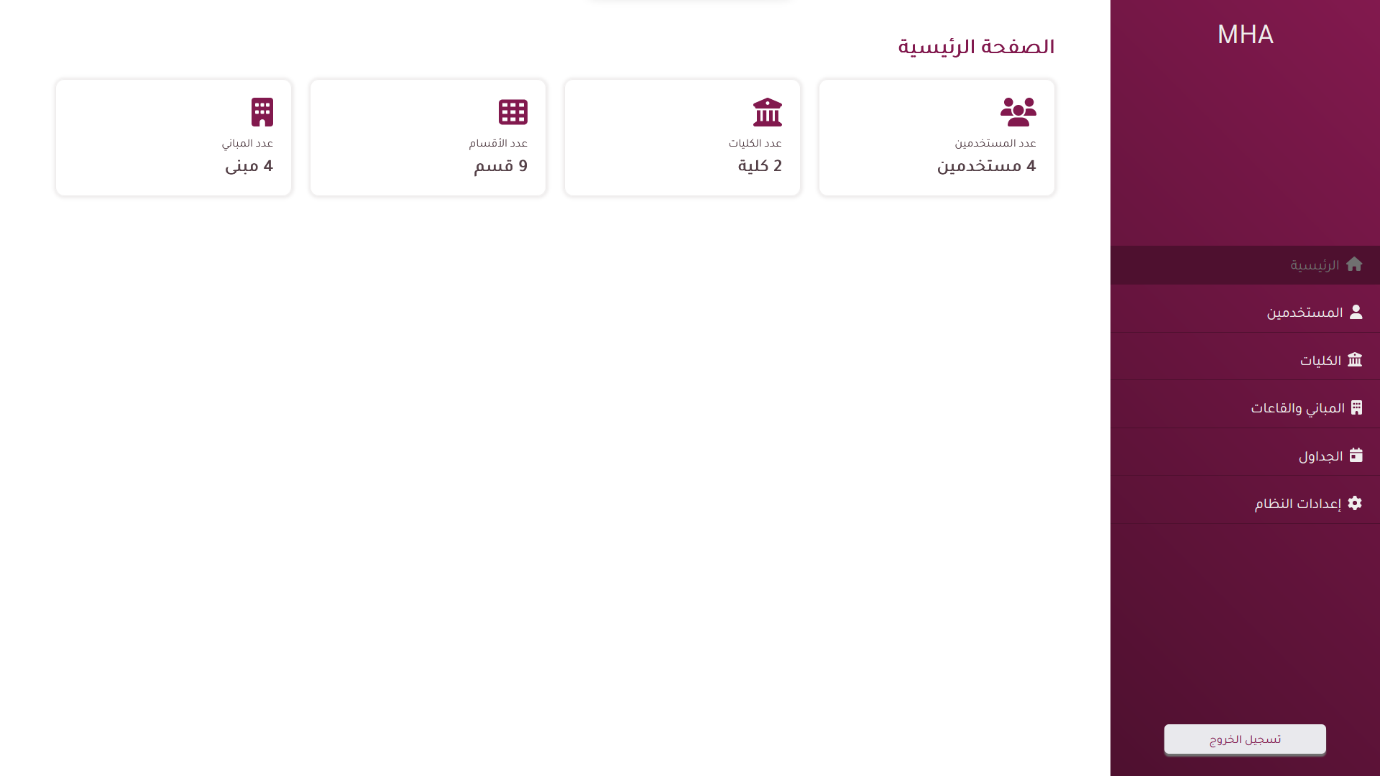 MHA
الرئيسية
المستخدمين
الكليات
المباني والقاعات
الجداول
إعدادات النظام
تسجيل الخروج
الصفحة الرئيسية
عدد المستخدمين
4 مستخدمين
عدد الكليات
2 كلية
عدد الأقسام
9 قسم
عدد المباني
4 مبنى